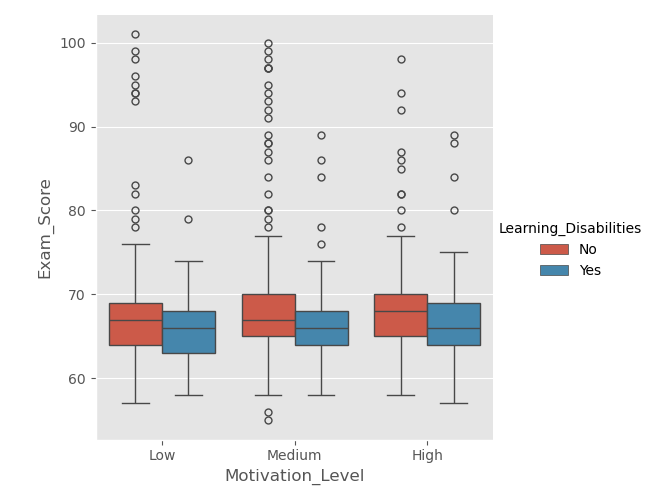 100
90
80
70
60
Exam_Score
Low
Medium
High
Motivation_Level
Learning_Disabilities
No
Yes